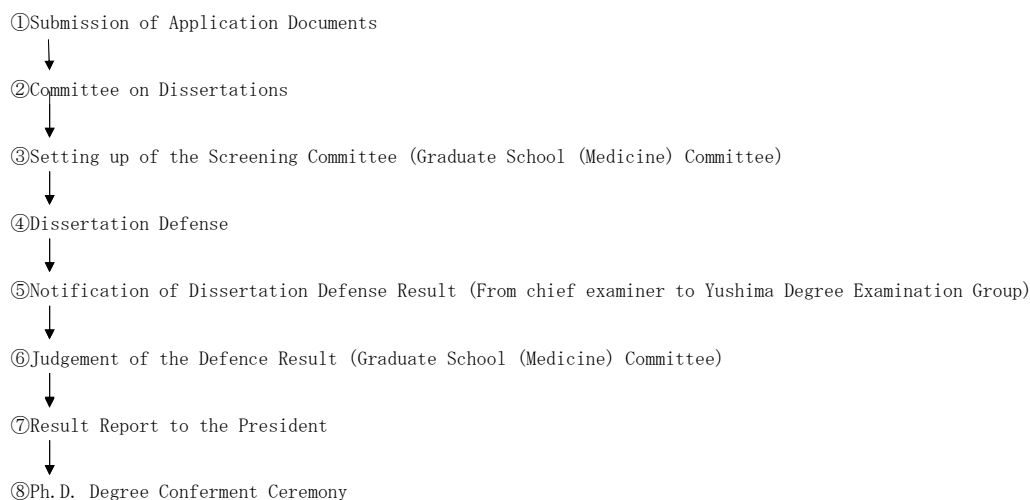 ①Submission of Application Documents
②Committee on Dissertations
③Setting up of the Screening Committee (Graduate School (Medicine) Committee)
④Dissertation Defense
⑤Notification of Dissertation Defense Result (From chief examiner to Yushima Degree Examination Group)
⑥Judgement of the Defence Result (Graduate School (Medicine) Committee)
⑦Result Report to the President
⑧Ph.D. Degree Conferment Ceremony